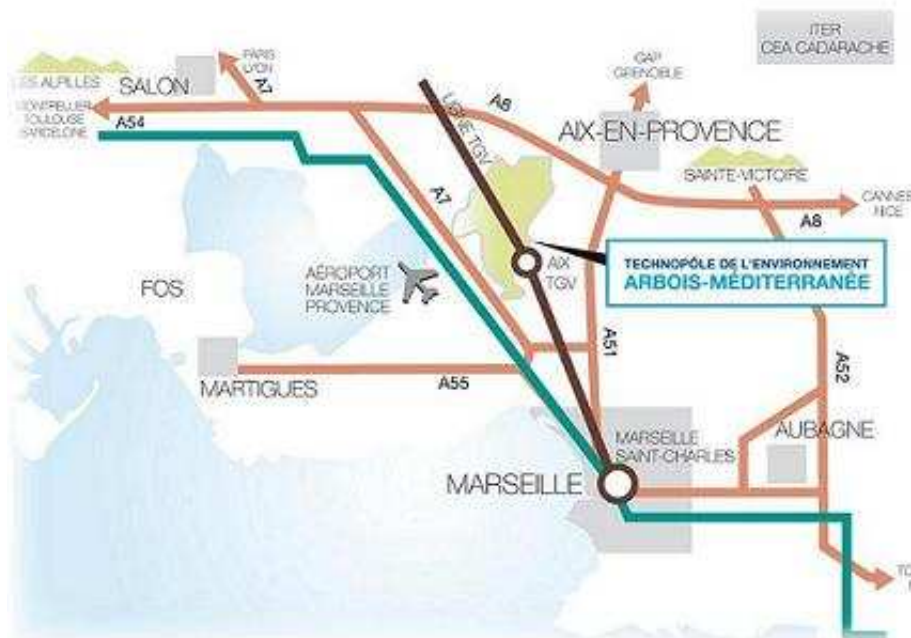 ITER
CEA CADARACHE
PARIS
LYON
GAP
GRENOBLE
LES ALPILLES
SALON
A7
MONTPELLIER
TOULOUSE
BARCELONE
A54
LIGNE TGV
A8
AIX-EN-PROVENCE
SAINTE-VICTOIRE
CANNES
NICE
A8
A7
TECHNOPÔLE DE L'ENVIRONNEMENT
ARBOIS-MÉDITERRANÉE
AIX
TGV
AÉROPORT
MARSEILLE
PROVENCE
FOS
A51
A52
MARTIGUES
A55
MARSEILLE
SAINT-CHARLES
AUBAGNE
MARSEILLE